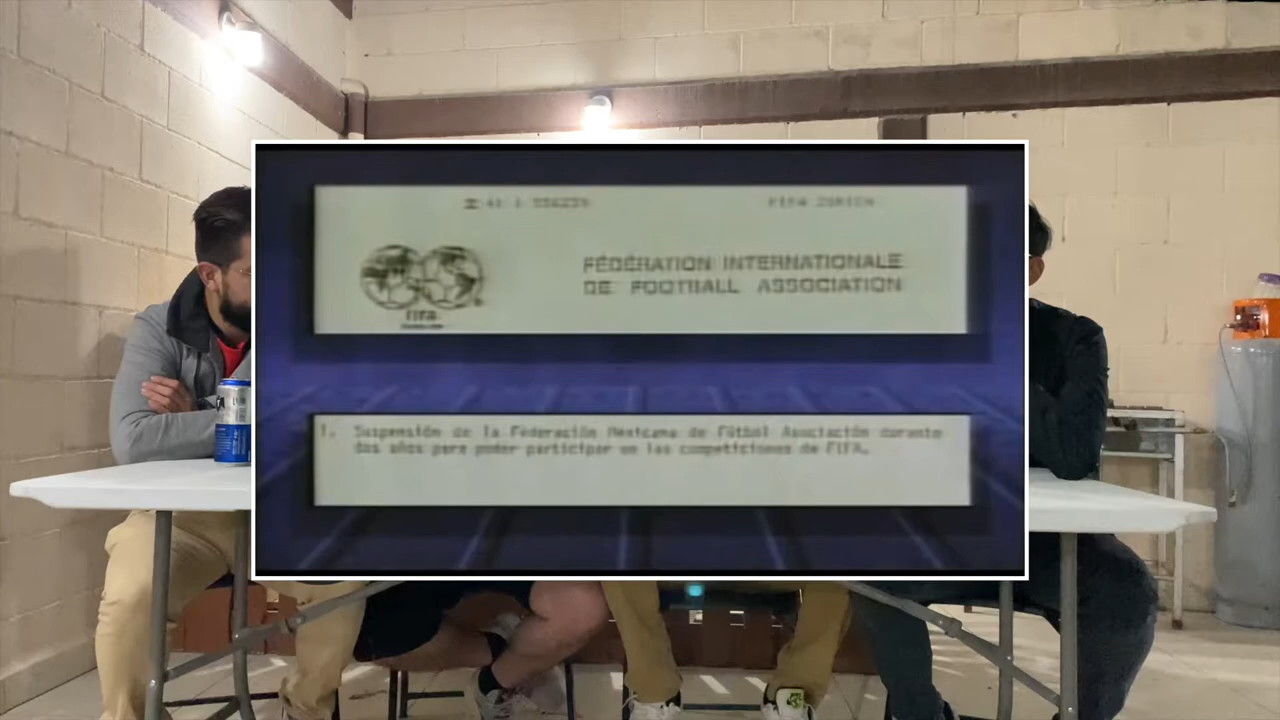 FIFA ZURICH
FIFA
FÉDÉRATION INTERNATIONALE
DE FOOTBALL ASSOCIATION
1. Suspensión de la Federación Mexicana de Fútbol Asociación durante
dos años para poder participar en las competiciones de FIFA.